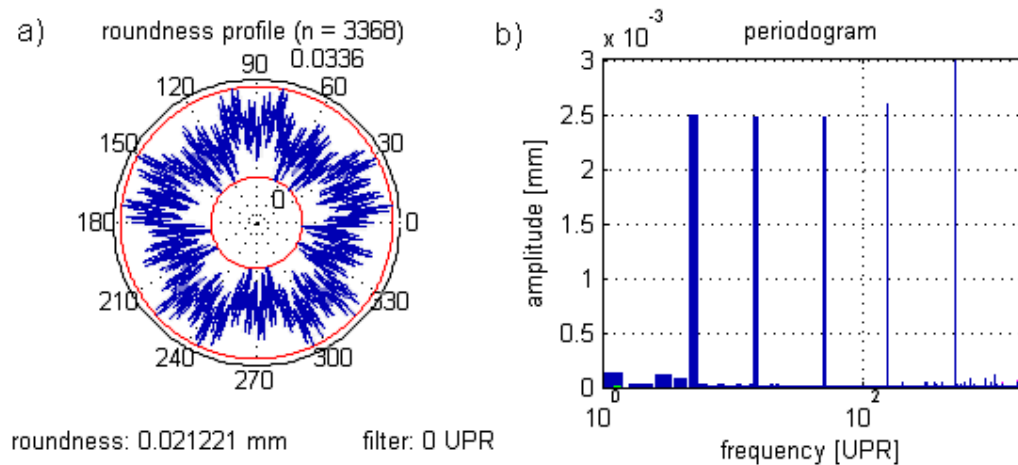 a)
roundness profile (n = 3368)
0.0336
90
120
60
150
30
0
180
0
210
330
240
300
270
roundness: 0.021221 mm
filter: 0 UPR
b)
x 10^-3
periodogram
3
2.5
2
1.5
1
0.5
0
amplitude [mm]
10^0
10^2
frequency [UPR]